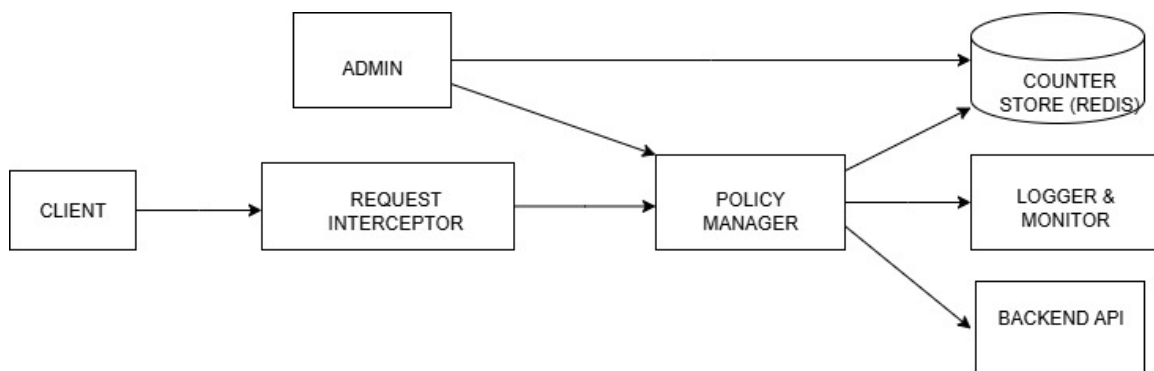 ADMIN
COUNTER
STORE (REDIS)
CLIENT
REQUEST
INTERCEPTOR
POLICY
MANAGER
LOGGER &
MONITOR
BACKEND API